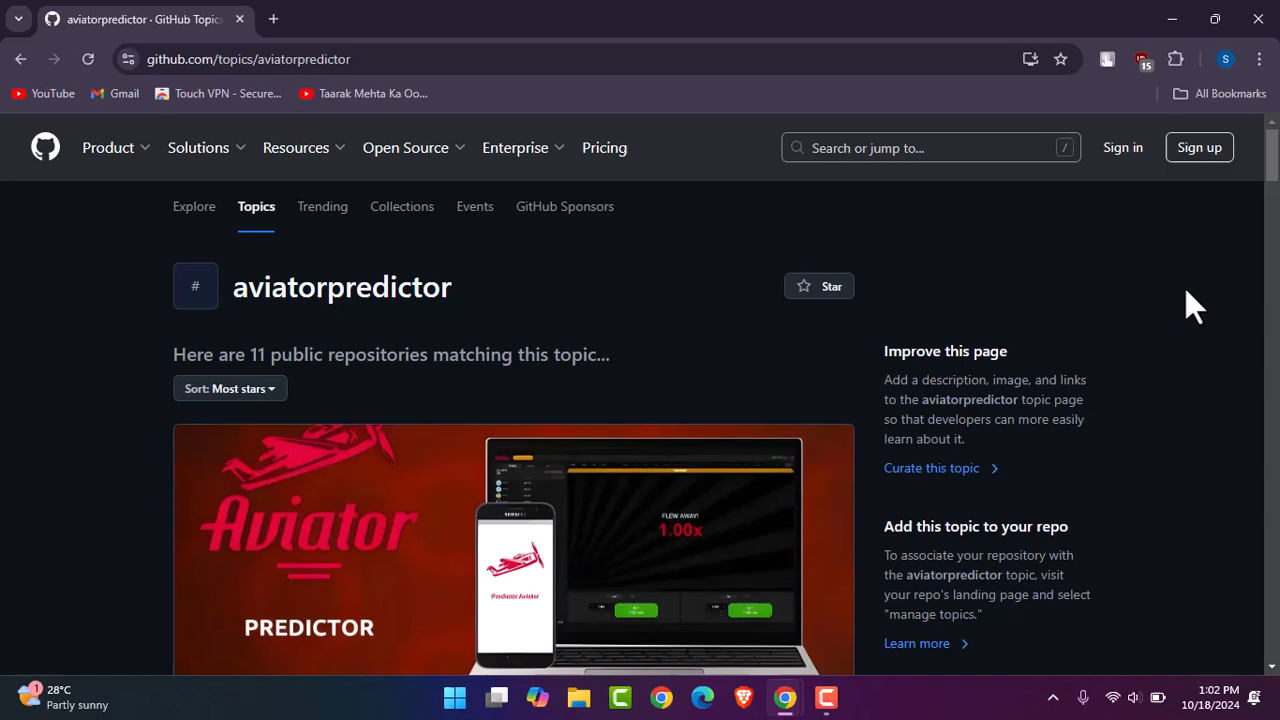 aviatorpredictor · GitHub Topics
github.com/topics/aviatorpredictor
15
S
YouTube
Gmail
Touch VPN - Secure...
Taarak Mehta Ka Oo...
All Bookmarks
Product
Solutions
Resources
Open Source
Enterprise
Pricing
Search or jump to...
/
Sign in
Sign up
Explore
Topics
Trending
Collections
Events
GitHub Sponsors
#
aviatorpredictor
Star
Here are 11 public repositories matching this topic...
Sort: Most stars
Improve this page
Add a description, image, and links
to the aviatorpredictor topic page
so that developers can more easily
learn about it.
Curate this topic
Aviator
PREDICTOR
SAMSUNG
Predictor Aviator
FLEW AWAY!
1.00x
Add this topic to your repo
To associate your repository with
the aviatorpredictor topic, visit
your repo's landing page and select
"manage topics."
Learn more
1
28°C
Partly sunny
1:02 PM
10/18/2024